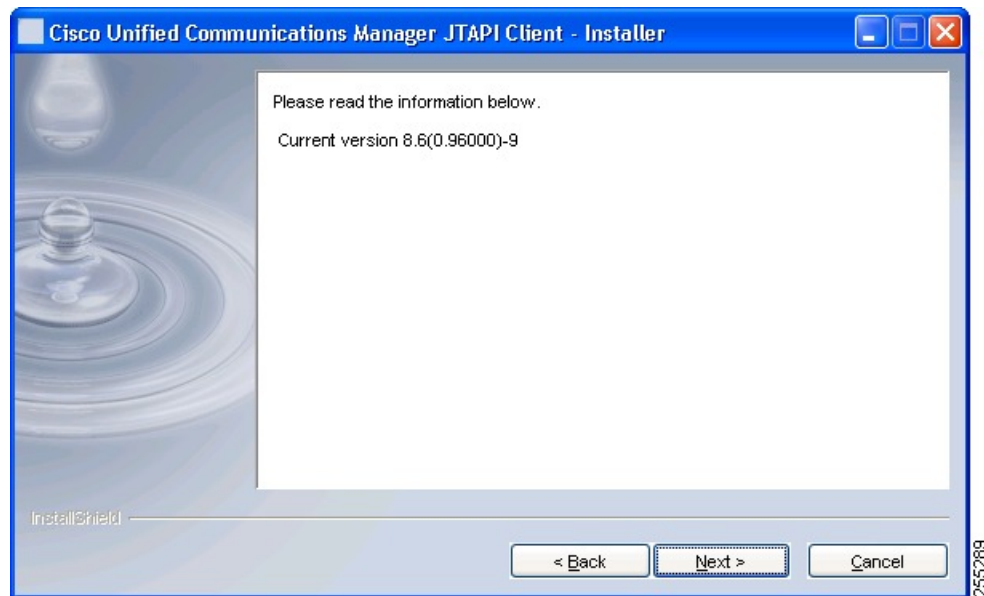 Cisco Unified Communications Manager JTAPI Client - Installer
Please read the information below.
Current version 8.6(0.96000)-9
InstallShield
< Back
Next >
Cancel
255289